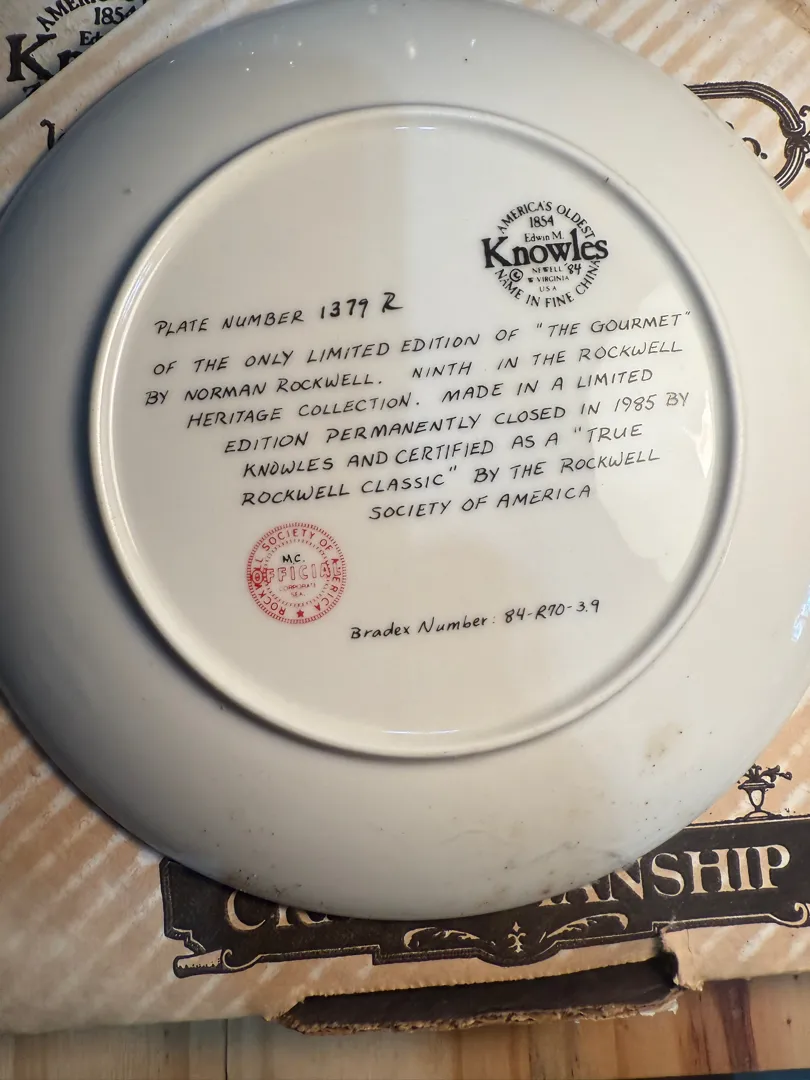 AMERICA'S
1854
AMERICA'S OLDEST
1854
Edwin M.
Knowles
NEWELL '84
W VIRGINIA
USA
NAME IN FINE CHINA
PLATE NUMBER 1379 R
OF THE ONLY LIMITED EDITION OF "THE GOURMET"
BY NORMAN ROCKWELL. NINTH IN THE ROCKWELL
HERITAGE COLLECTION. MADE IN A LIMITED
EDITION PERMANENTLY CLOSED IN 1985 BY
KNOWLES AND CERTIFIED AS A "TRUE
ROCKWELL CLASSIC" BY THE ROCKWELL
SOCIETY OF AMERICA
ROCKWELL SOCIETY OF AMERICA
M.C.
OFFICIAL
CORPORATE
SEAL
Bradex Number: 84-R70-3.9